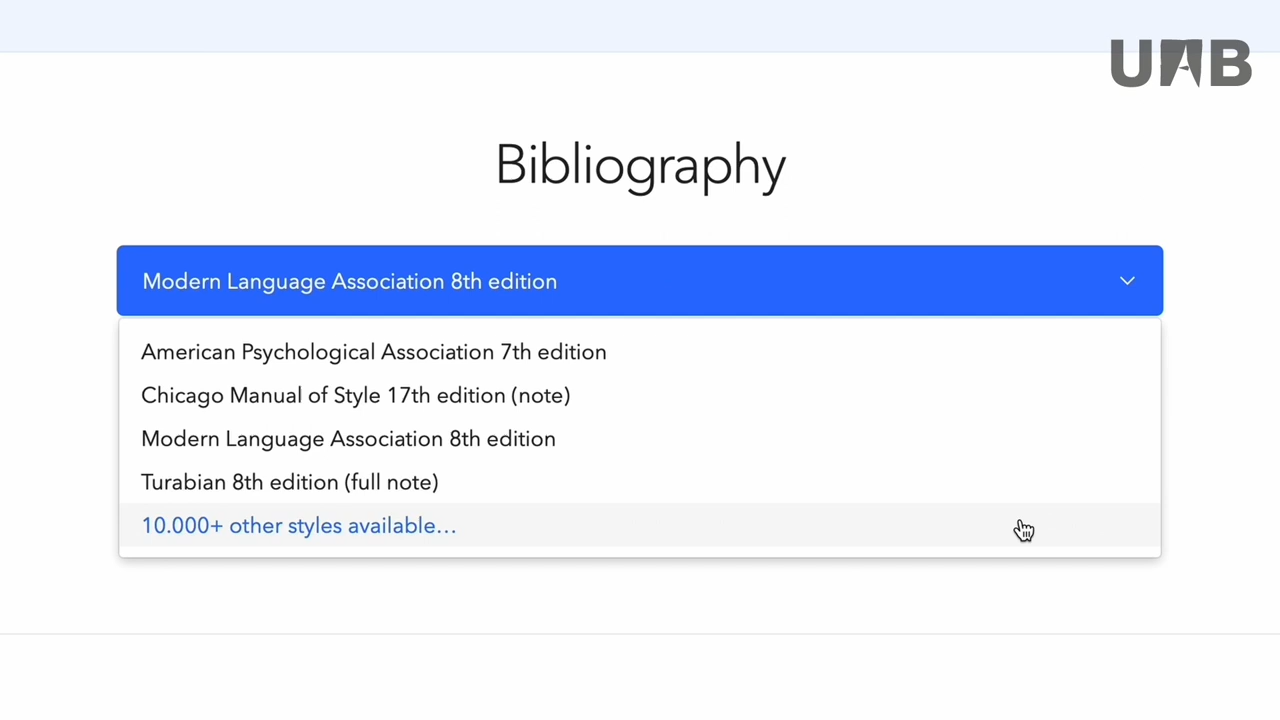 UAB
Bibliography
Modern Language Association 8th edition
American Psychological Association 7th edition
Chicago Manual of Style 17th edition (note)
Modern Language Association 8th edition
Turabian 8th edition (full note)
10.000+ other styles available...